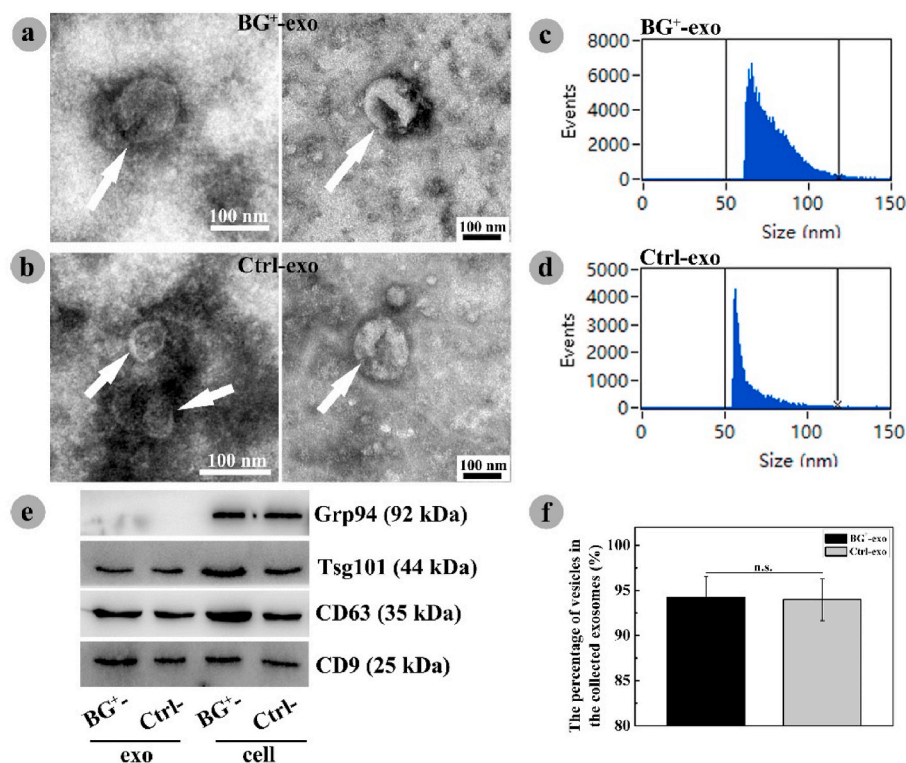 a
BG⁺-exo
100 nm
100 nm
b
Ctrl-exo
100 nm
100 nm
c
BG⁺-exo
8000
6000
4000
2000
0
Events
0 50 100 150
Size (nm)
d
Ctrl-exo
5000
4000
3000
2000
1000
0
Events
0 50 100 150
Size (nm)
e
Grp94 (92 kDa)
Tsg101 (44 kDa)
CD63 (35 kDa)
CD9 (25 kDa)
BG⁺- Ctrl- BG⁺- Ctrl-
exo cell
f
The percentage of vesicles in
the collected exosomes (%)
100
95
90
85
80
BG⁺-exo
Ctrl-exo
n.s.